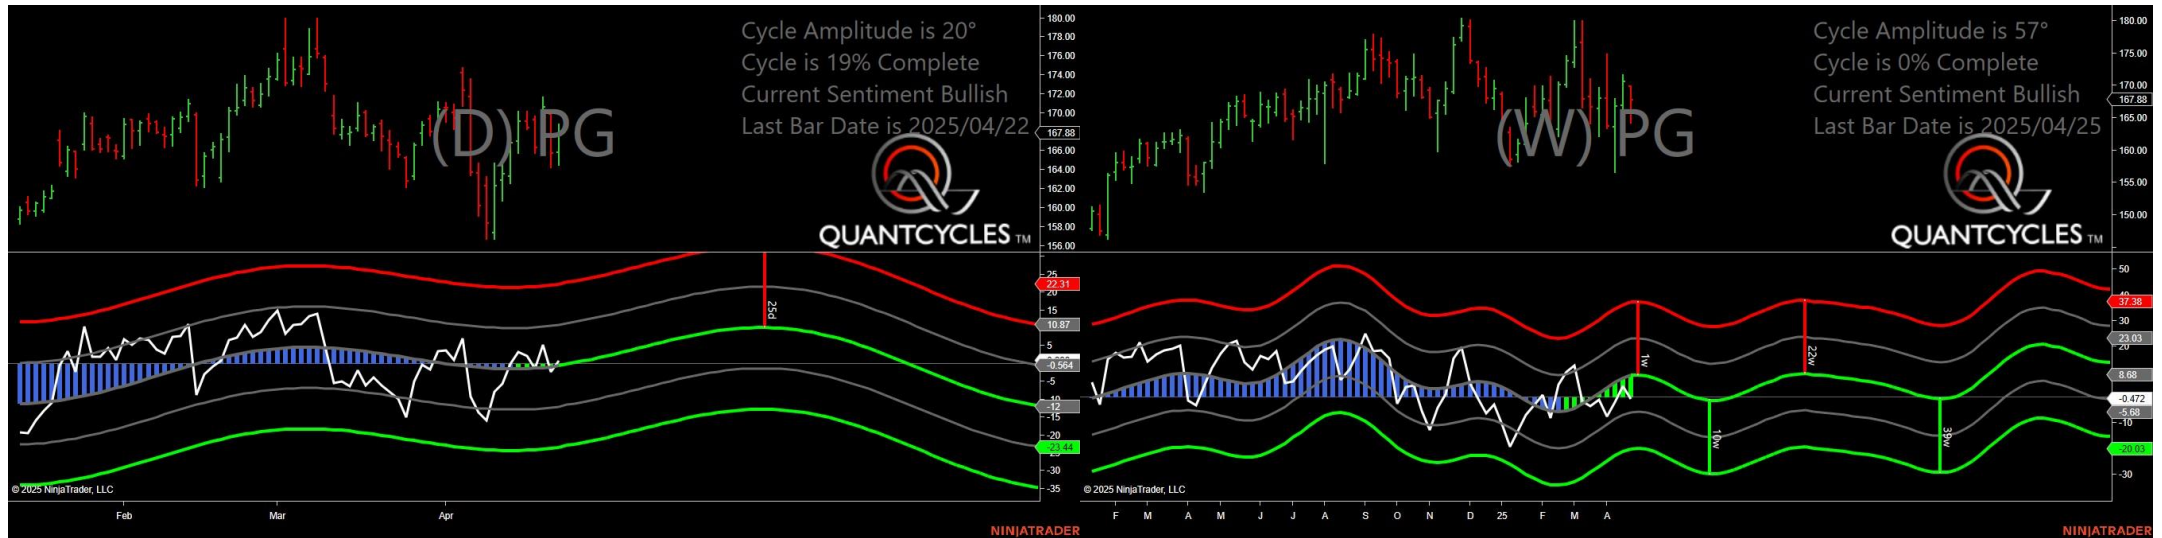 Cycle Amplitude is 20°
Cycle is 19% Complete
Current Sentiment Bullish
Last Bar Date is 2025/04/22
(D) PG
QUANTCYCLES TM
180.00
178.00
176.00
174.00
172.00
170.00
167.88
166.00
164.00
162.00
160.00
158.00
156.00
25d
25
22.31
20
15
10.87
5
-0.564
-5
-10
-12
-15
-20
-23.44
-30
-35
© 2025 NinjaTrader, LLC
Feb Mar Apr
NINJATRADER
Cycle Amplitude is 57°
Cycle is 0% Complete
Current Sentiment Bullish
Last Bar Date is 2025/04/25
(W) PG
QUANTCYCLES TM
180.00
175.00
170.00
167.88
165.00
160.00
155.00
150.00
1w
10w
22w
39w
50
37.38
30
23.03
20
8.68
-0.472
-5.68
-10
-20.03
-30
© 2025 NinjaTrader, LLC
F M A M J J A S O N D 25 F M A
NINJATRADER